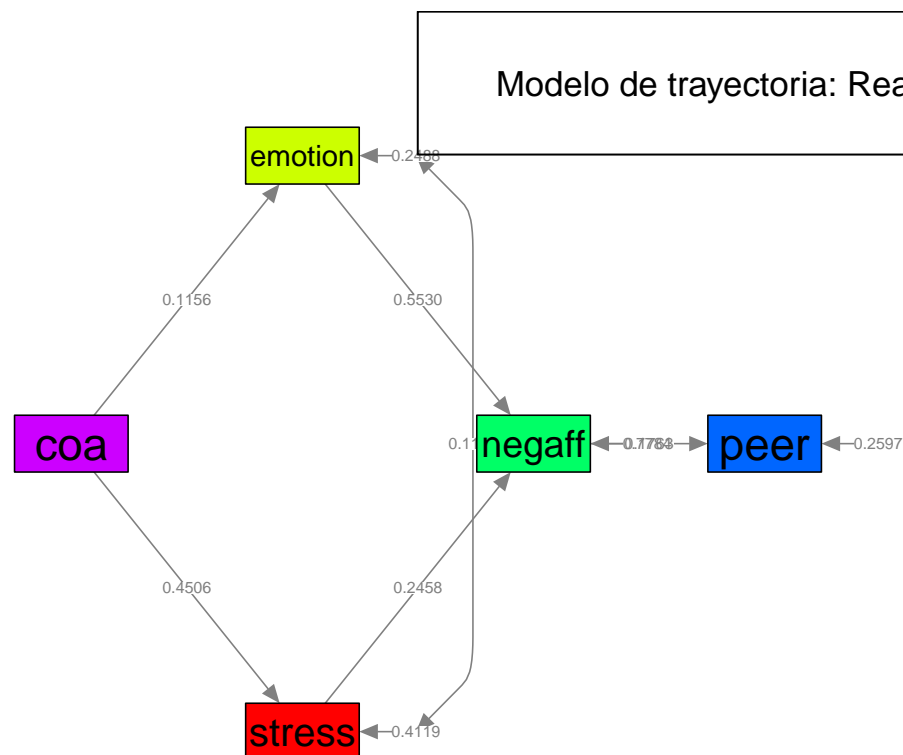 Modelo de trayectoria: Rea
emotion
0.2488
0.1156
0.5530
coa
negaff
peer
0.2597
0.4506
0.2458
stress
0.4119